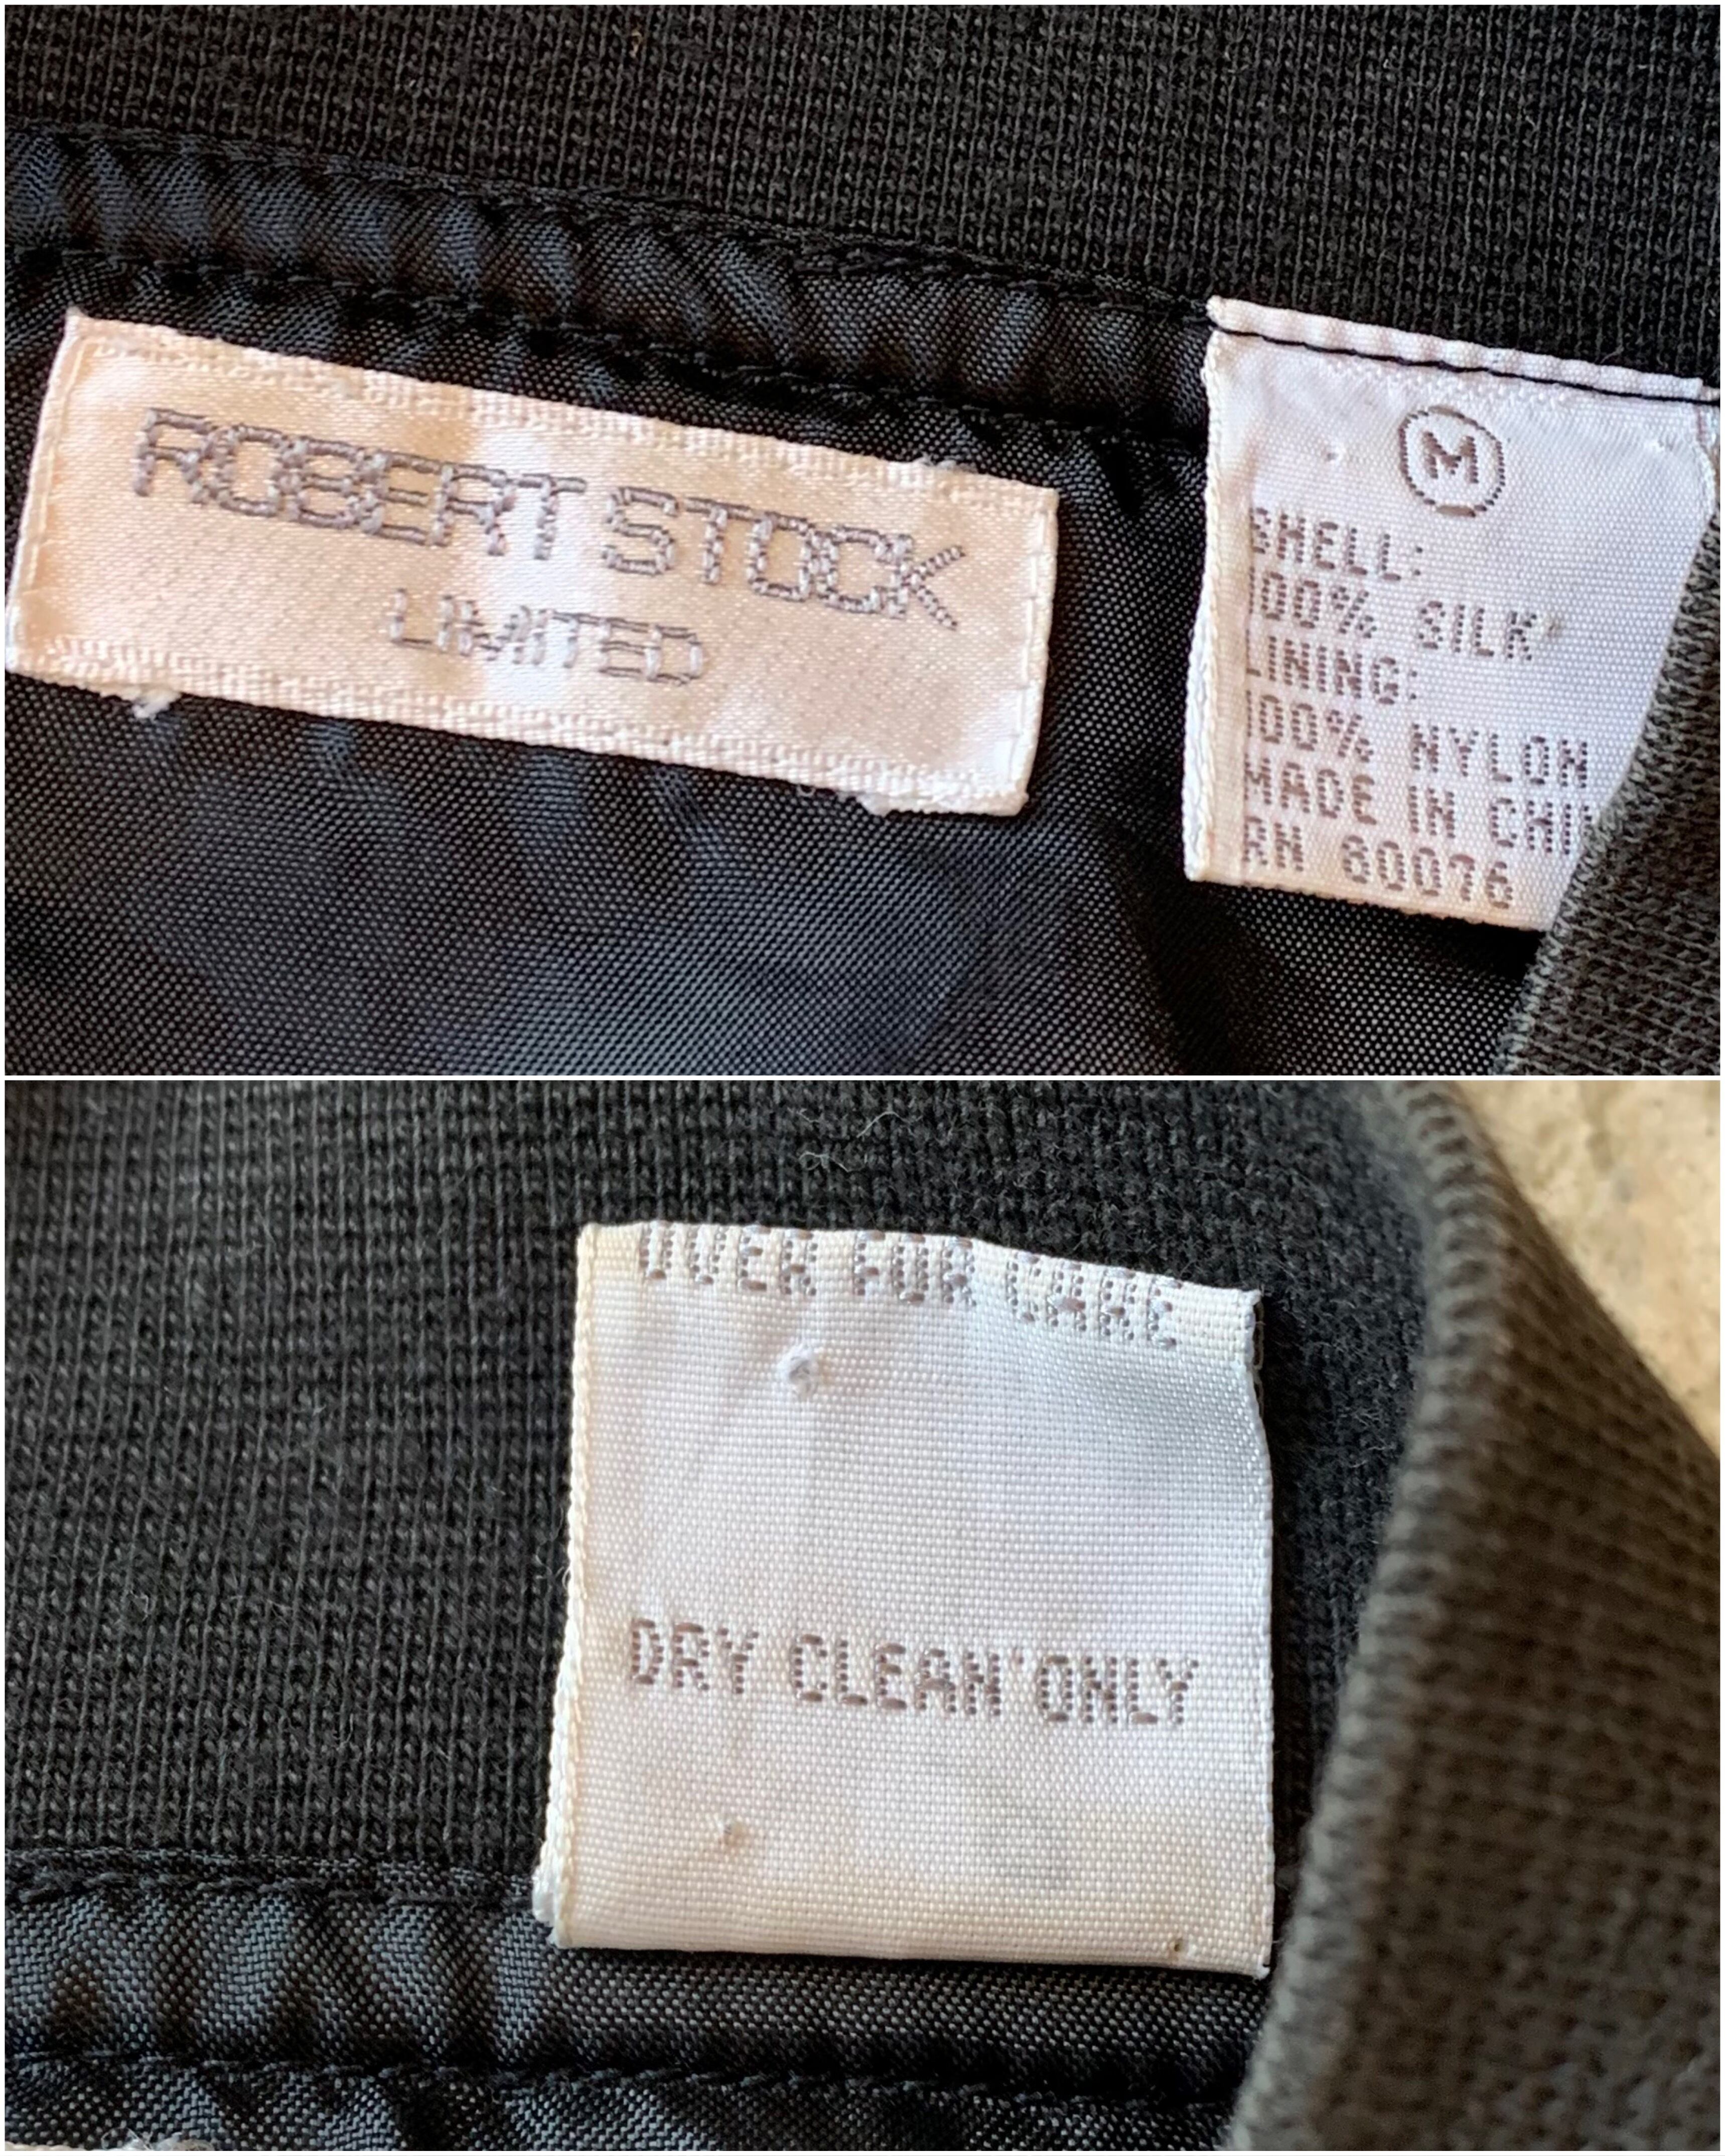 ROBERT STOCK
LIMITED
M
SHELL:
100% SILK
LINING:
100% NYLON
MADE IN CHI
RN 80076
OVER FOR CARE
DRY CLEAN ONLY